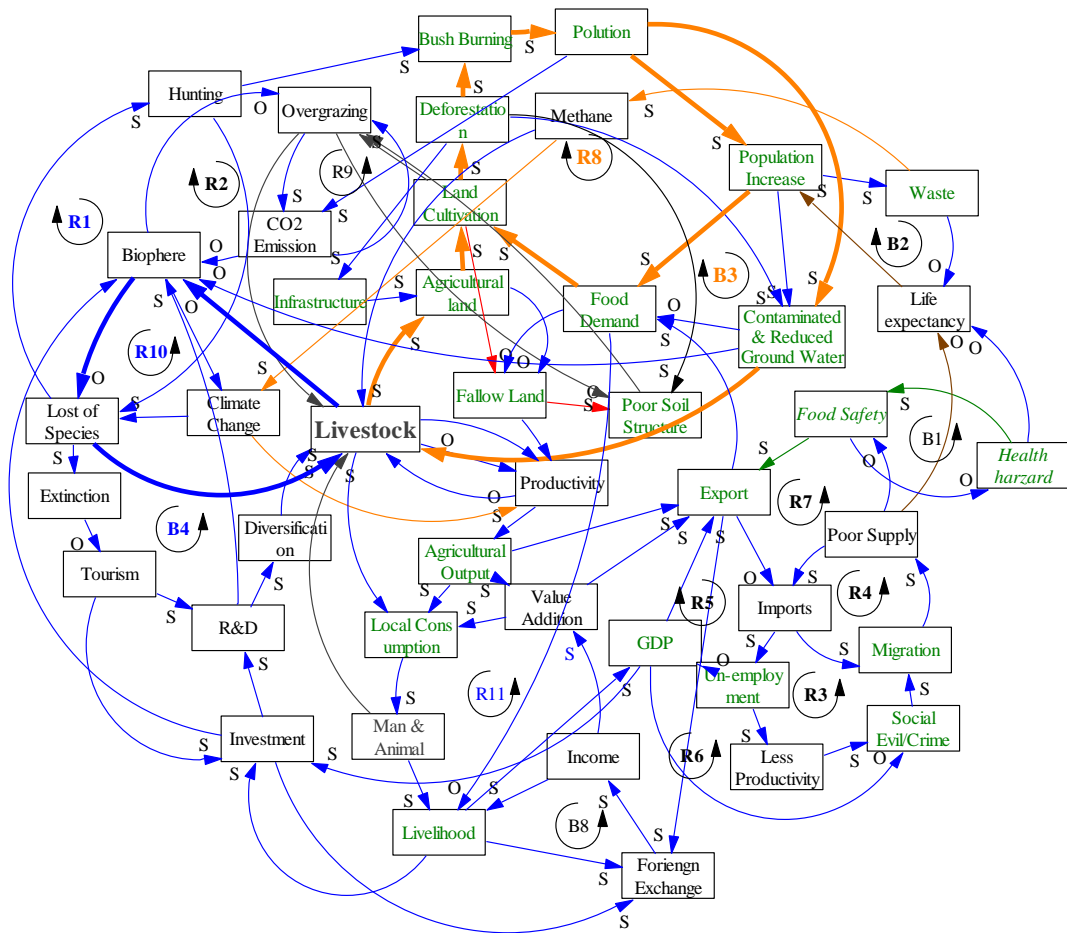 Bush Burning
S
Polution
S
Hunting
S
Overgrazing
O
Deforestatio
n
S
Methane
S
S
Population
Increase
S
S
S
Waste
R9
R8
R2
R1
Land
Cultivation
S
S
S
CO2
Emission
S
S
B2
Biophere
O
O
O
S
S
Infrastructure
S
S
Agricultural
land
S
B3
Food
Demand
S
O
S
Contaminated
& Reduced
Ground Water
S
S
S
Life
expectancy
O
O
O
R10
O
Lost of
Species
S
S
Climate
Change
S
S
Livestock
S
S
S
S
O
Fallow Land
O
O
Poor Soil
Structure
O
S
S
Food Safety
S
B1
Health
harzard
O
O
Extinction
S
B4
Diversificati
on
Productivity
O
O
S
Export
S
S
S
S
R7
Poor Supply
Tourism
O
S
R&D
S
S
Agricultural
Output
S
S
Value
Addition
S
S
S
Local Cons
umption
S
R5
GDP
S
O
Imports
O
S
R4
Migration
S
S
S
Un-employ
ment
S
R3
R11
Man &
Animal
S
Investment
S
S
S
Income
S
S
R6
Less
Productivity
S
S
Social
Evil/Crime
S
O
Livelihood
S
O
B8
Foriengn
Exchange
S
S
S